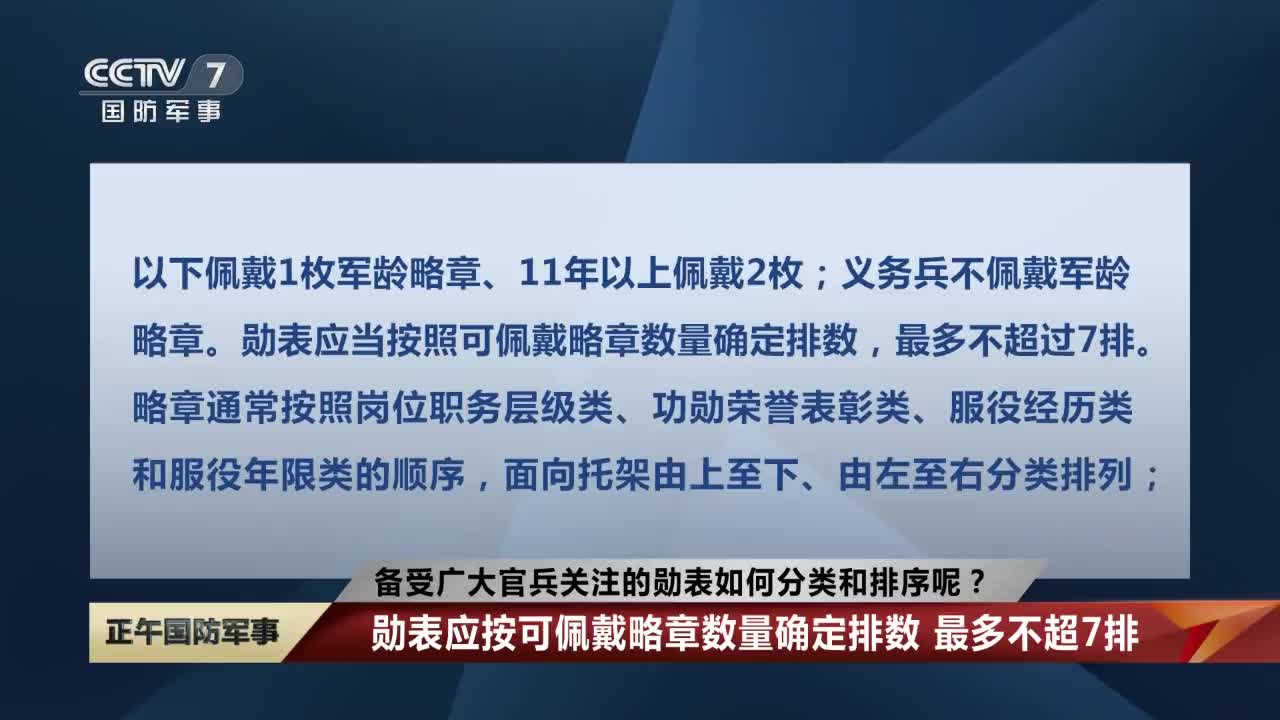 CCTV 7
国防军事
以下佩戴1枚军龄略章、11年以上佩戴2枚；义务兵不佩戴军龄
略章。勋表应当按照可佩戴略章数量确定排数，最多不超过7排。
略章通常按照岗位职务层级类、功勋荣誉表彰类、服役经历类
和服役年限类的顺序，面向托架由上至下、由左至右分类排列；
备受广大官兵关注的勋表如何分类和排序呢？
正午国防军事
勋表应按可佩戴略章数量确定排数 最多不超7排